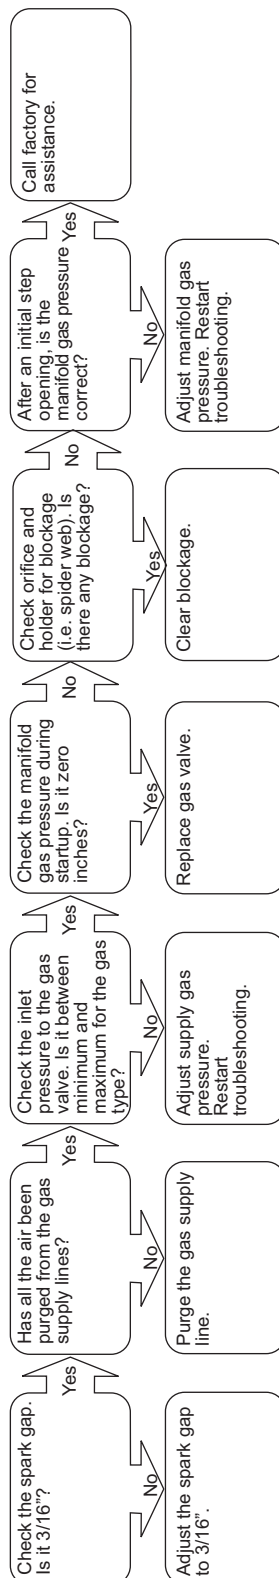 Check the spark gap.
Is it 3/16”?
Yes
No
Adjust the spark gap
to 3/16”.
Has all the air been
purged from the gas
supply lines?
Yes
No
Purge the gas supply
line.
Check the inlet
pressure to the gas
valve. Is it between
minimum and
maximum for the gas
type?
Yes
No
Adjust supply gas
pressure.
Restart
troubleshooting.
Check the manifold
gas pressure during
startup. Is it zero
inches?
No
Yes
Replace gas valve.
Check orifice and
holder for blockage
(i.e. spider web). Is
there any blockage?
No
Yes
Clear blockage.
After an initial step
opening, is the
manifold gas pressure
correct?
Yes
No
Adjust manifold gas
pressure. Restart
troubleshooting.
Call factory for
assistance.